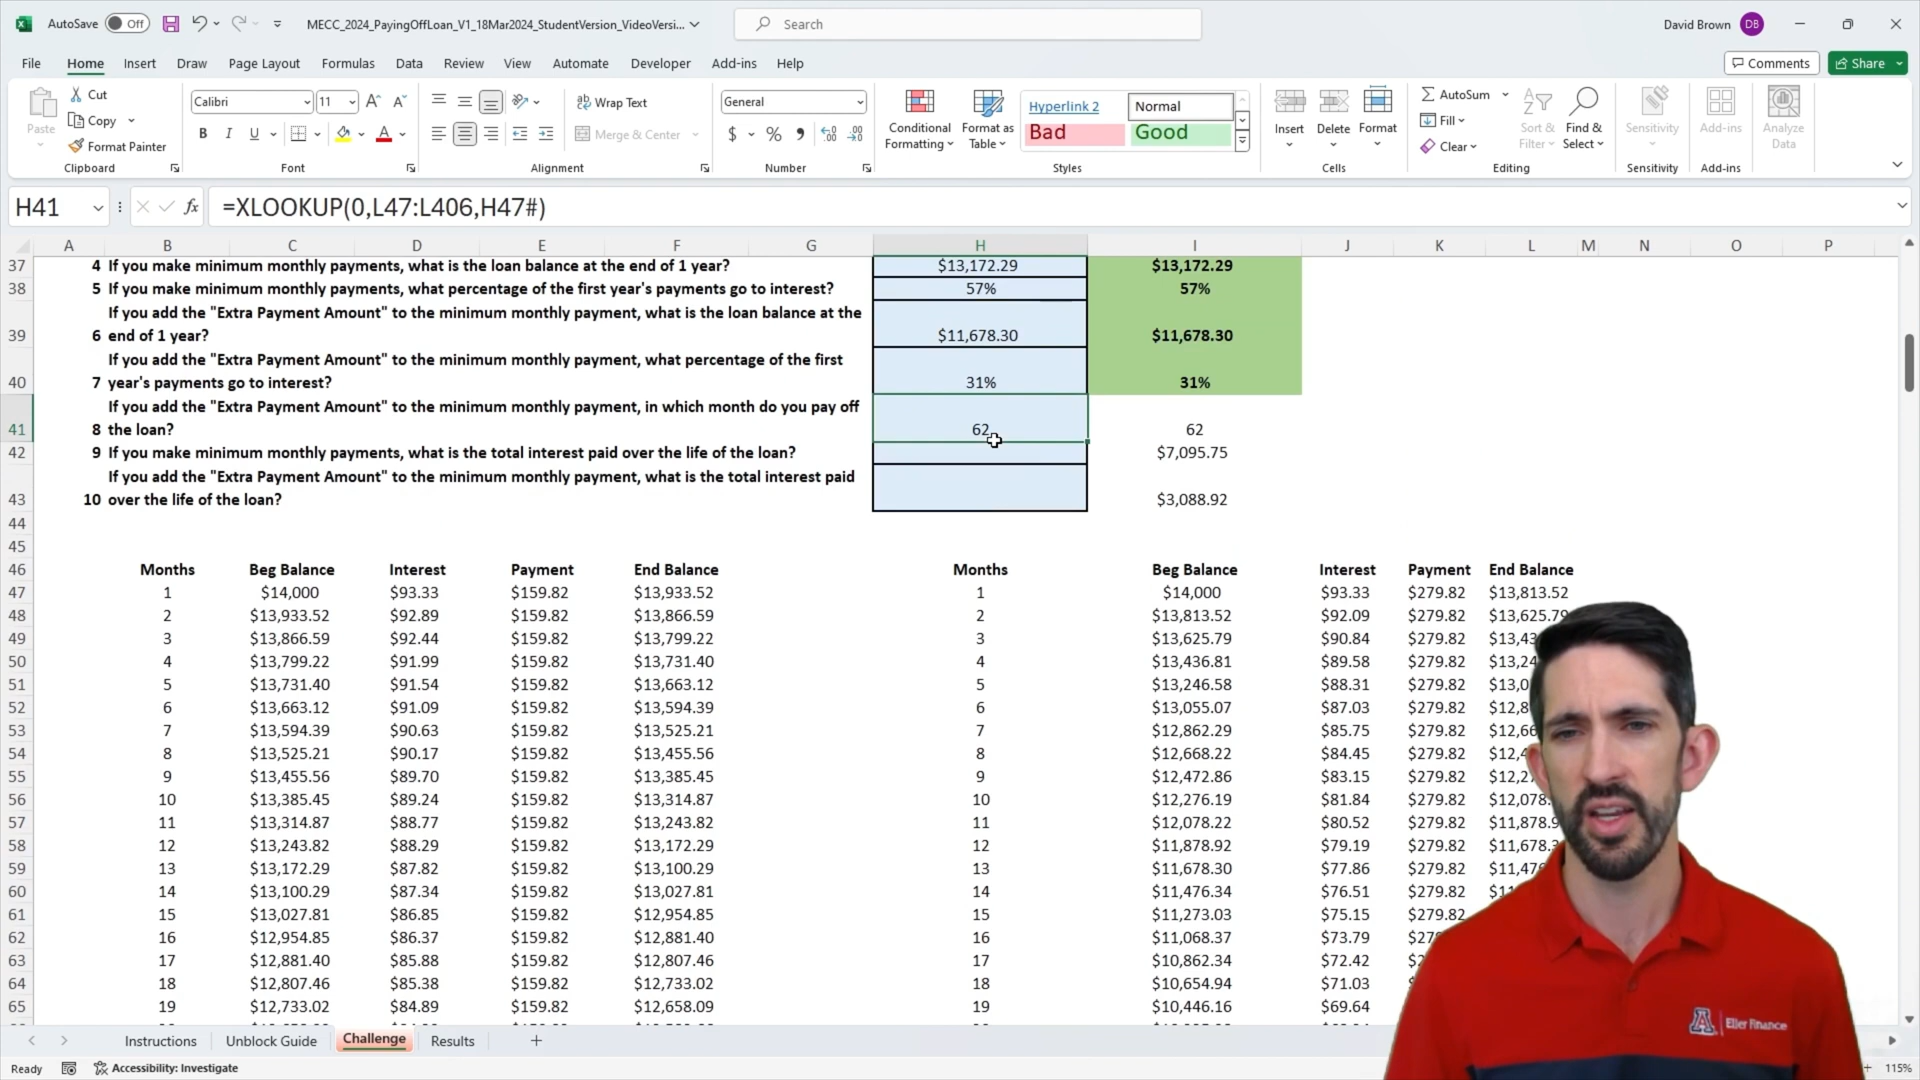 AutoSave Off MECC_2024_PayingOffLoan_V1_18Mar2024_StudentVersion_VideoVersi... Search David Brown DB
File Home Insert Draw Page Layout Formulas Data Review View Automate Developer Add-ins Help Comments Share
Paste Cut Copy Format Painter Clipboard
Calibri 11 B I U Font
Wrap Text Merge & Center Alignment
General $ % Number
Conditional Formatting Format as Table Hyperlink 2 Normal Bad Good Styles
Insert Delete Format Cells
AutoSum Fill Clear Sort & Filter Find & Select Editing
Sensitivity Sensitivity
Add-ins Add-ins
Analyze Data
H41 fx =XLOOKUP(0,L47:L406,H47#)
A B C D E F G H I J K L M N O P
37 4 If you make minimum monthly payments, what is the loan balance at the end of 1 year? $13,172.29 $13,172.29
38 5 If you make minimum monthly payments, what percentage of the first year's payments go to interest? 57% 57%
If you add the "Extra Payment Amount" to the minimum monthly payment, what is the loan balance at the
39 6 end of 1 year? $11,678.30 $11,678.30
If you add the "Extra Payment Amount" to the minimum monthly payment, what percentage of the first
40 7 year's payments go to interest? 31% 31%
If you add the "Extra Payment Amount" to the minimum monthly payment, in which month do you pay off
41 8 the loan? 62 62
42 9 If you make minimum monthly payments, what is the total interest paid over the life of the loan? $7,095.75
If you add the "Extra Payment Amount" to the minimum monthly payment, what is the total interest paid
43 10 over the life of the loan? $3,088.92
44
45
46 Months Beg Balance Interest Payment End Balance Months Beg Balance Interest Payment End Balance
47 1 $14,000 $93.33 $159.82 $13,933.52 1 $14,000 $93.33 $279.82 $13,813.52
48 2 $13,933.52 $92.89 $159.82 $13,866.59 2 $13,813.52 $92.09 $279.82 $13,625.79
49 3 $13,866.59 $92.44 $159.82 $13,799.22 3 $13,625.79 $90.84 $279.82
50 4 $13,799.22 $91.99 $159.82 $13,731.40 4 $13,436.81 $89.58 $279.82
51 5 $13,731.40 $91.54 $159.82 $13,663.12 5 $13,246.58 $88.31 $279.82
52 6 $13,663.12 $91.09 $159.82 $13,594.39 6 $13,055.07 $87.03 $279.82
53 7 $13,594.39 $90.63 $159.82 $13,525.21 7 $12,862.29 $85.75 $279.82
54 8 $13,525.21 $90.17 $159.82 $13,455.56 8 $12,668.22 $84.45 $279.82
55 9 $13,455.56 $89.70 $159.82 $13,385.45 9 $12,472.86 $83.15 $279.82
56 10 $13,385.45 $89.24 $159.82 $13,314.87 10 $12,276.19 $81.84 $279.82
57 11 $13,314.87 $88.77 $159.82 $13,243.82 11 $12,078.22 $80.52 $279.82
58 12 $13,243.82 $88.29 $159.82 $13,172.29 12 $11,878.92 $79.19 $279.82
59 13 $13,172.29 $87.82 $159.82 $13,100.29 13 $11,678.30 $77.86 $279.82
60 14 $13,100.29 $87.34 $159.82 $13,027.81 14 $11,476.34 $76.51 $279.82
61 15 $13,027.81 $86.85 $159.82 $12,954.85 15 $11,273.03 $75.15 $279.82
62 16 $12,954.85 $86.37 $159.82 $12,881.40 16 $11,068.37 $73.79
63 17 $12,881.40 $85.88 $159.82 $12,807.46 17 $10,862.34 $72.42
64 18 $12,807.46 $85.38 $159.82 $12,733.02 18 $10,654.94 $71.03
65 19 $12,733.02 $84.89 $159.82 $12,658.09 19 $10,446.16 $69.64
A Eller Finance
Instructions Unblock Guide Challenge Results
Ready Accessibility: Investigate 115%